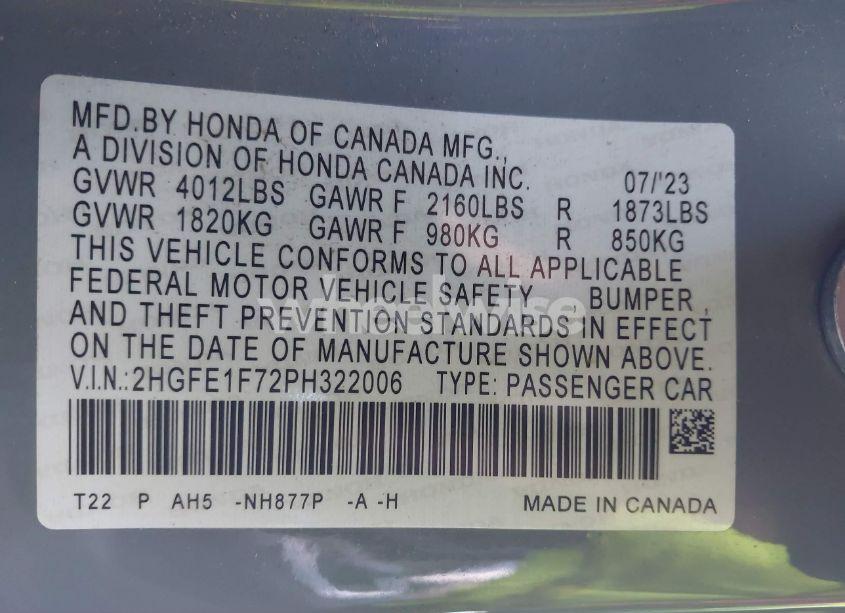 MFD.BY HONDA OF CANADA MFG.,
A DIVISION OF HONDA CANADA INC. 07/'23
GVWR 4012LBS GAWR F 2160LBS R 1873LBS
GVWR 1820KG GAWR F 980KG R 850KG
THIS VEHICLE CONFORMS TO ALL APPLICABLE
FEDERAL MOTOR VEHICLE SAFETY , BUMPER ,
AND THEFT PREVENTION STANDARDS IN EFFECT
ON THE DATE OF MANUFACTURE SHOWN ABOVE.
V.I.N.:2HGFE1F72PH322006 TYPE: PASSENGER CAR
T22 P AH5 -NH877P -A -H MADE IN CANADA
wheelwise